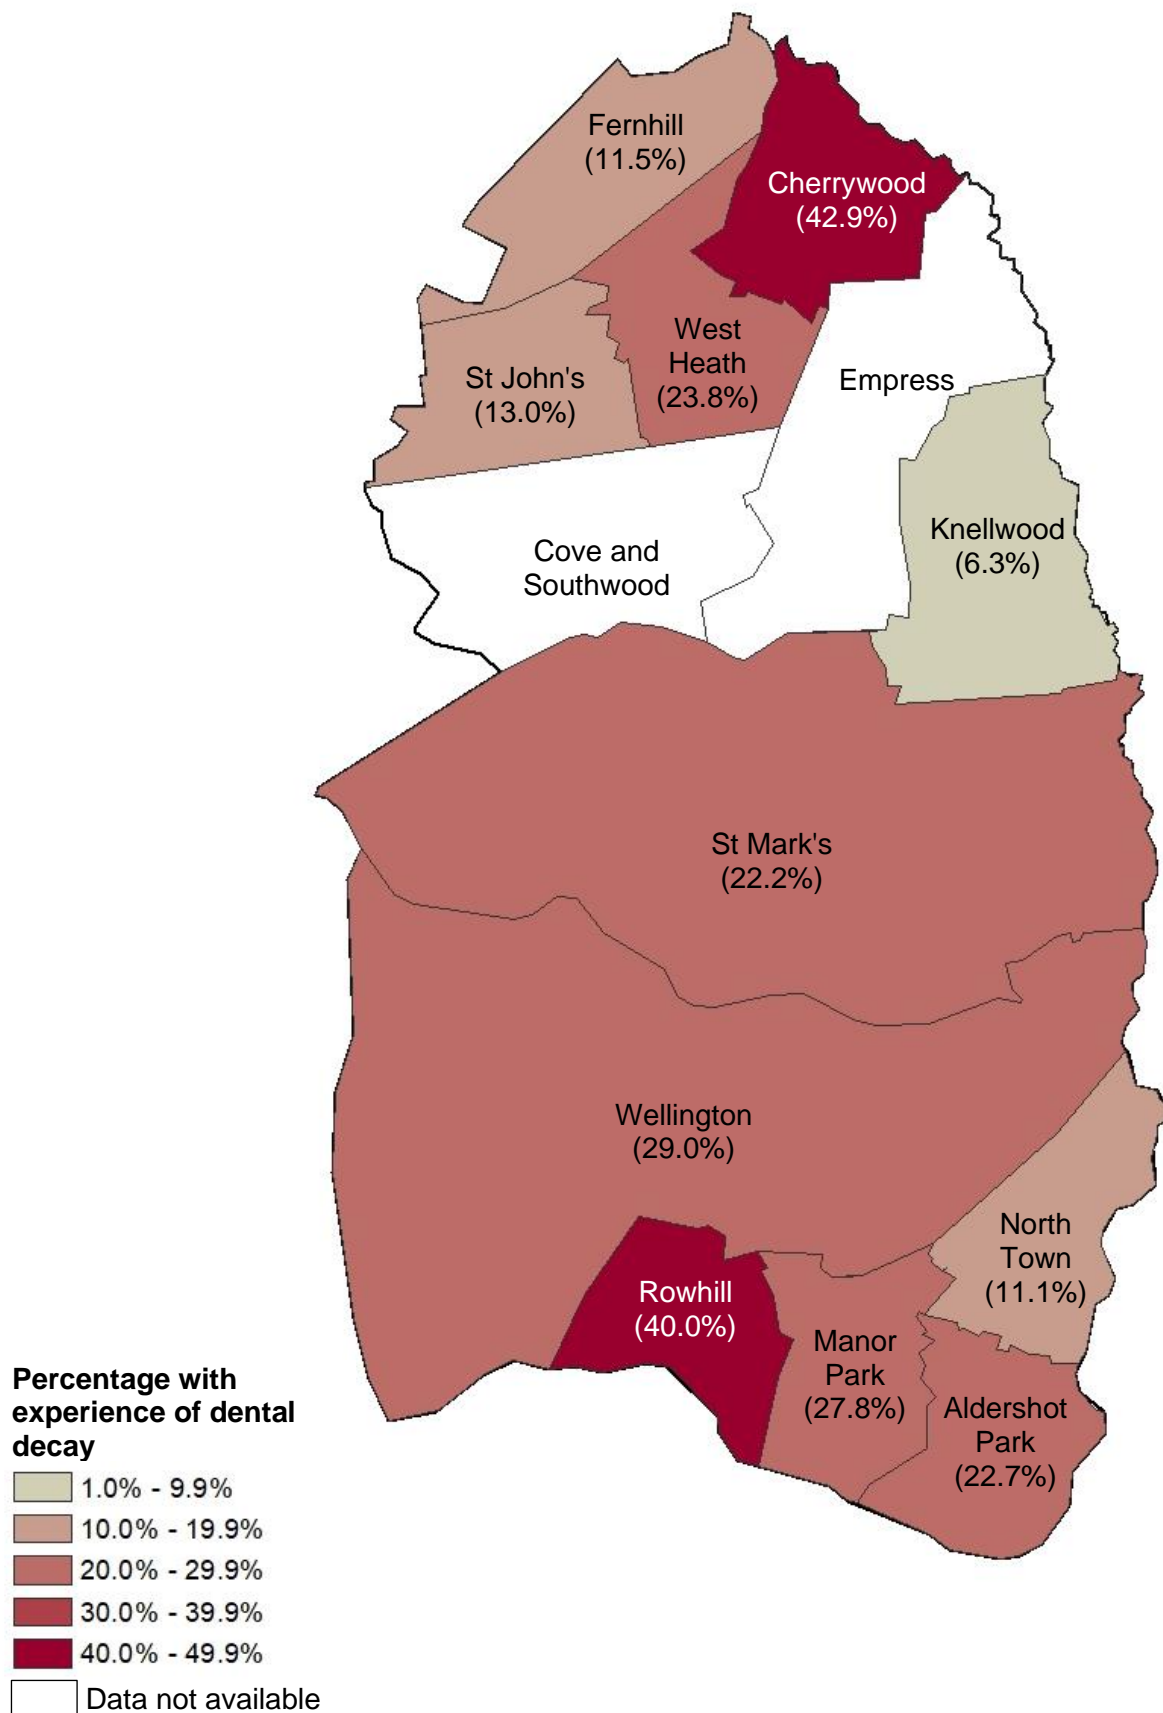 Fernhill
(11.5%)
Cherrywood
(42.9%)
West
Heath
(23.8%)
St John's
(13.0%)
Empress
Knellwood
(6.3%)
Cove and
Southwood
St Mark's
(22.2%)
Wellington
(29.0%)
North
Town
(11.1%)
Rowhill
(40.0%)
Manor
Park
(27.8%)
Aldershot
Park
(22.7%)
Percentage with
experience of dental
decay
1.0% - 9.9%
10.0% - 19.9%
20.0% - 29.9%
30.0% - 39.9%
40.0% - 49.9%
Data not available